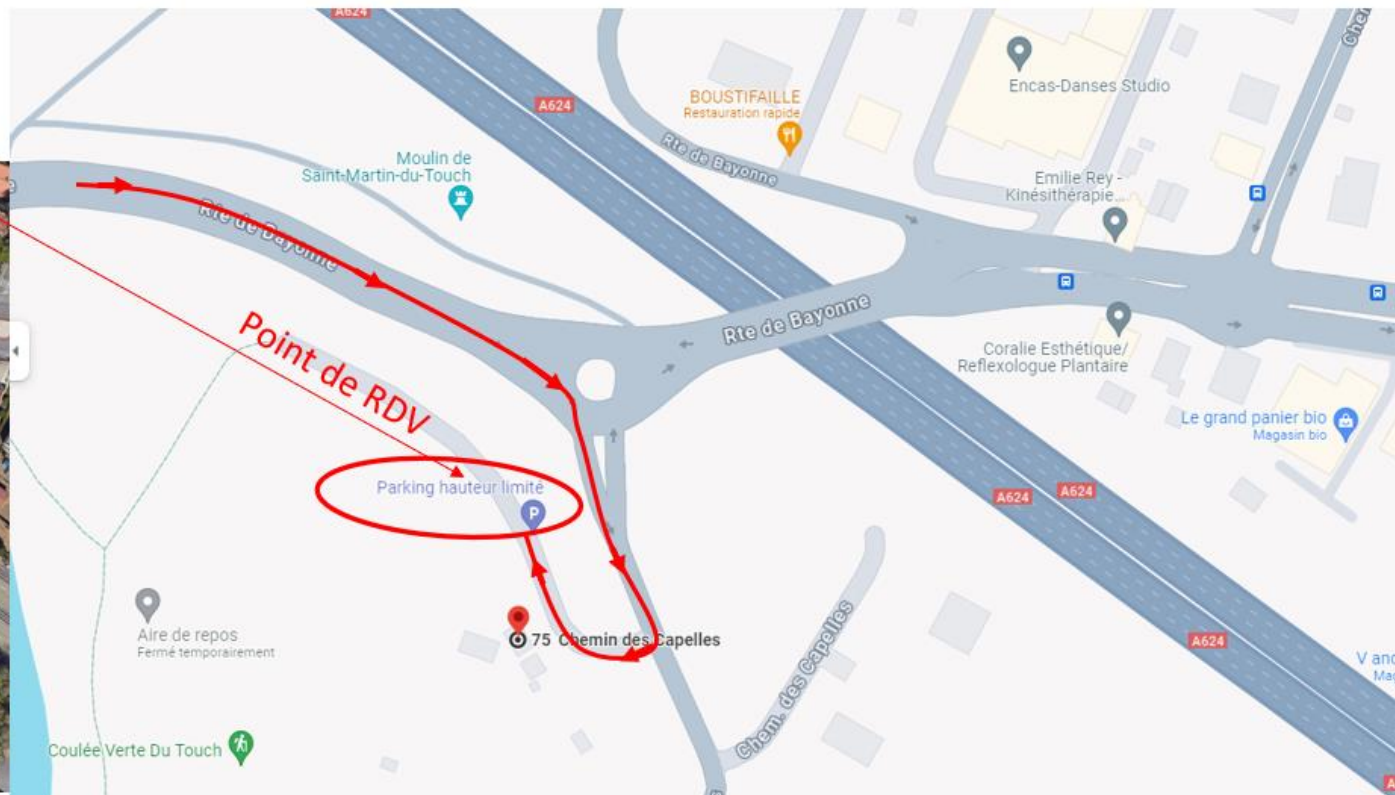 A624
Encas-Danses Studio
BOUSTIFAILLE
Restauration rapide
A624
Rte de Bayonne
Moulin de
Saint-Martin-du-Touch
Emilie Rey -
Kinésithérapie...
Rte de Bayonne
Rte de Bayonne
Coralie Esthétique/
Reflexologue Plantaire
Point de RDV
Le grand panier bio
Magasin bio
Parking hauteur limité
P
A624
A624
Aire de repos
Fermé temporairement
75 Chemin des Capelles
Chem. des Capelles
A624
Coulée Verte Du Touch